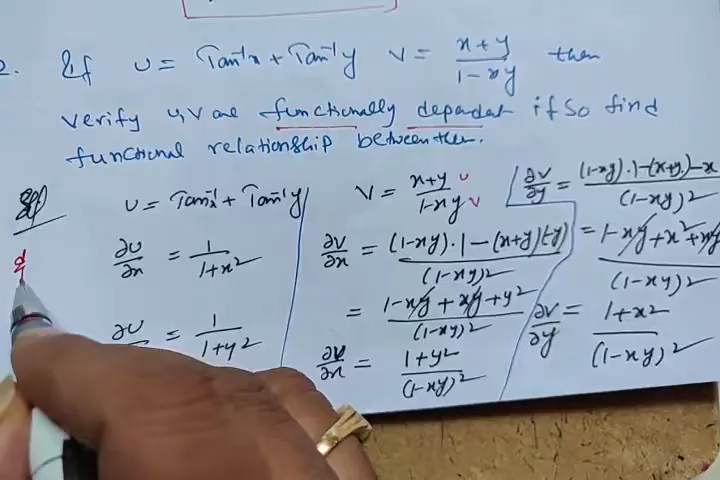 2. If u = Tan⁻¹x + Tan⁻¹y v = x+y / 1-xy then
verify u,v are functionally dependent if so find
functional relationship between them.
Sol u = Tan⁻¹x + Tan⁻¹y
∂u/∂x = 1 / 1+x²
∂u = 1 / 1+y²
v = x+y / 1-xy u v
∂v/∂x = (1-xy).1-(x+y)(-y) / (1-xy)²
= 1-xy+xy+y² / (1-xy)²
∂v/∂x = 1+y² / (1-xy)²
∂v/∂y = (1-xy).1-(x+y)-x / (1-xy)²
= 1-xy+x²+xy / (1-xy)²
∂v/∂y = 1+x² / (1-xy)²